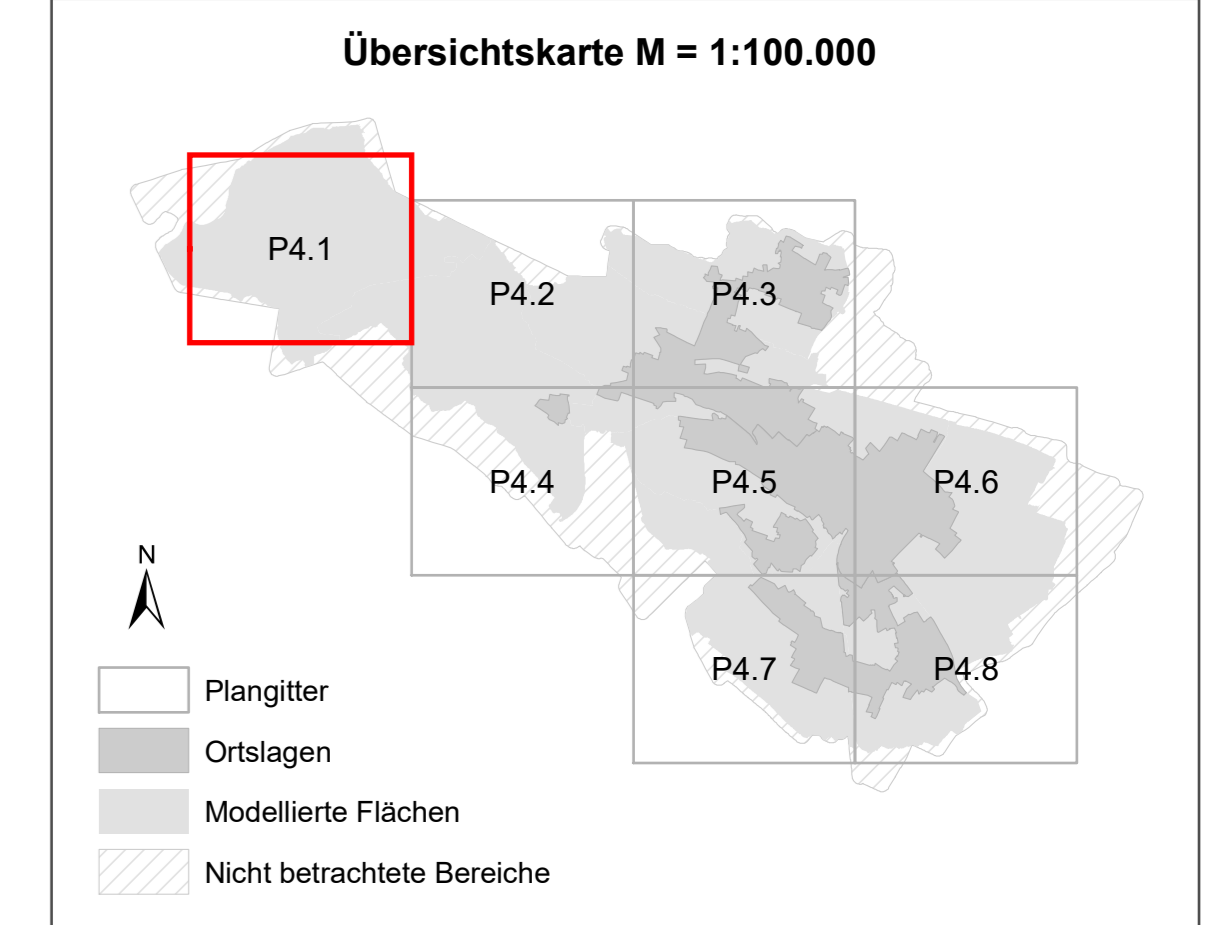 Übersichtskarte M = 1:100.000
P4.1
P4.2
P4.3
P4.4
P4.5
P4.6
N
P4.7
P4.8
Plangitter
Ortslagen
Modellierte Flächen
Nicht betrachtete Bereiche